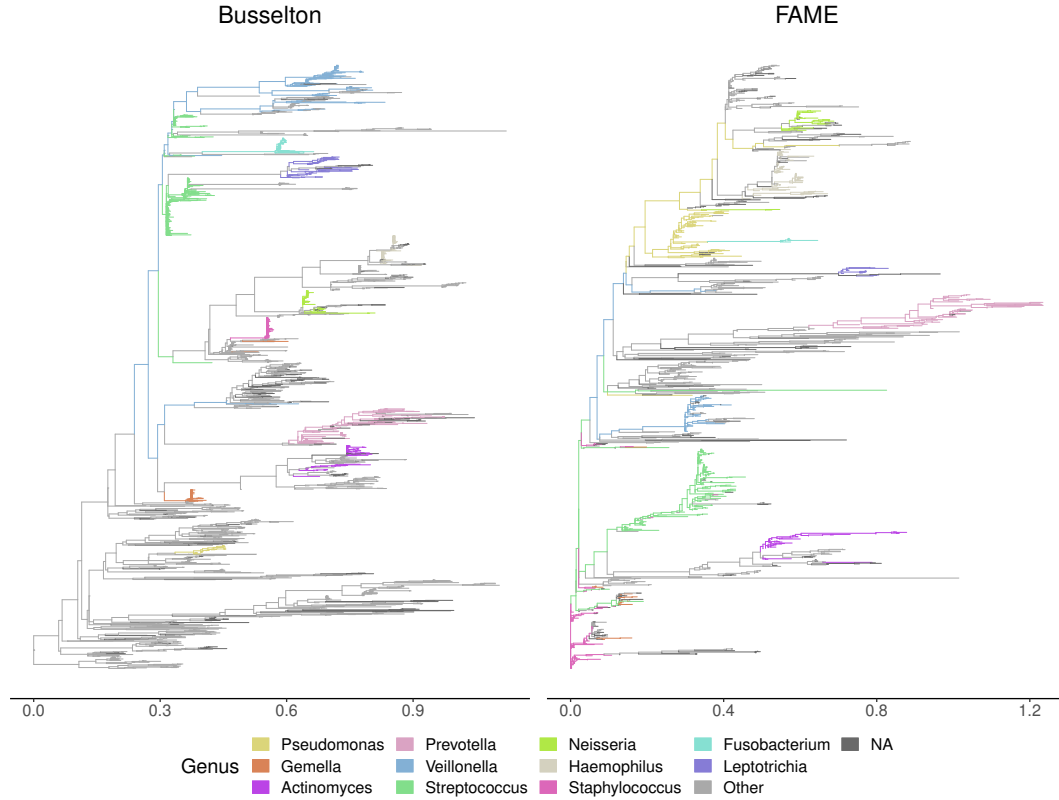 Busselton FAME
0.0 0.3 0.6 0.9 0.0 0.4 0.8 1.2
Pseudomonas Prevotella Neisseria Fusobacterium NA
Genus Gemella Veillonella Haemophilus Leptotrichia
Actinomyces Streptococcus Staphylococcus Other